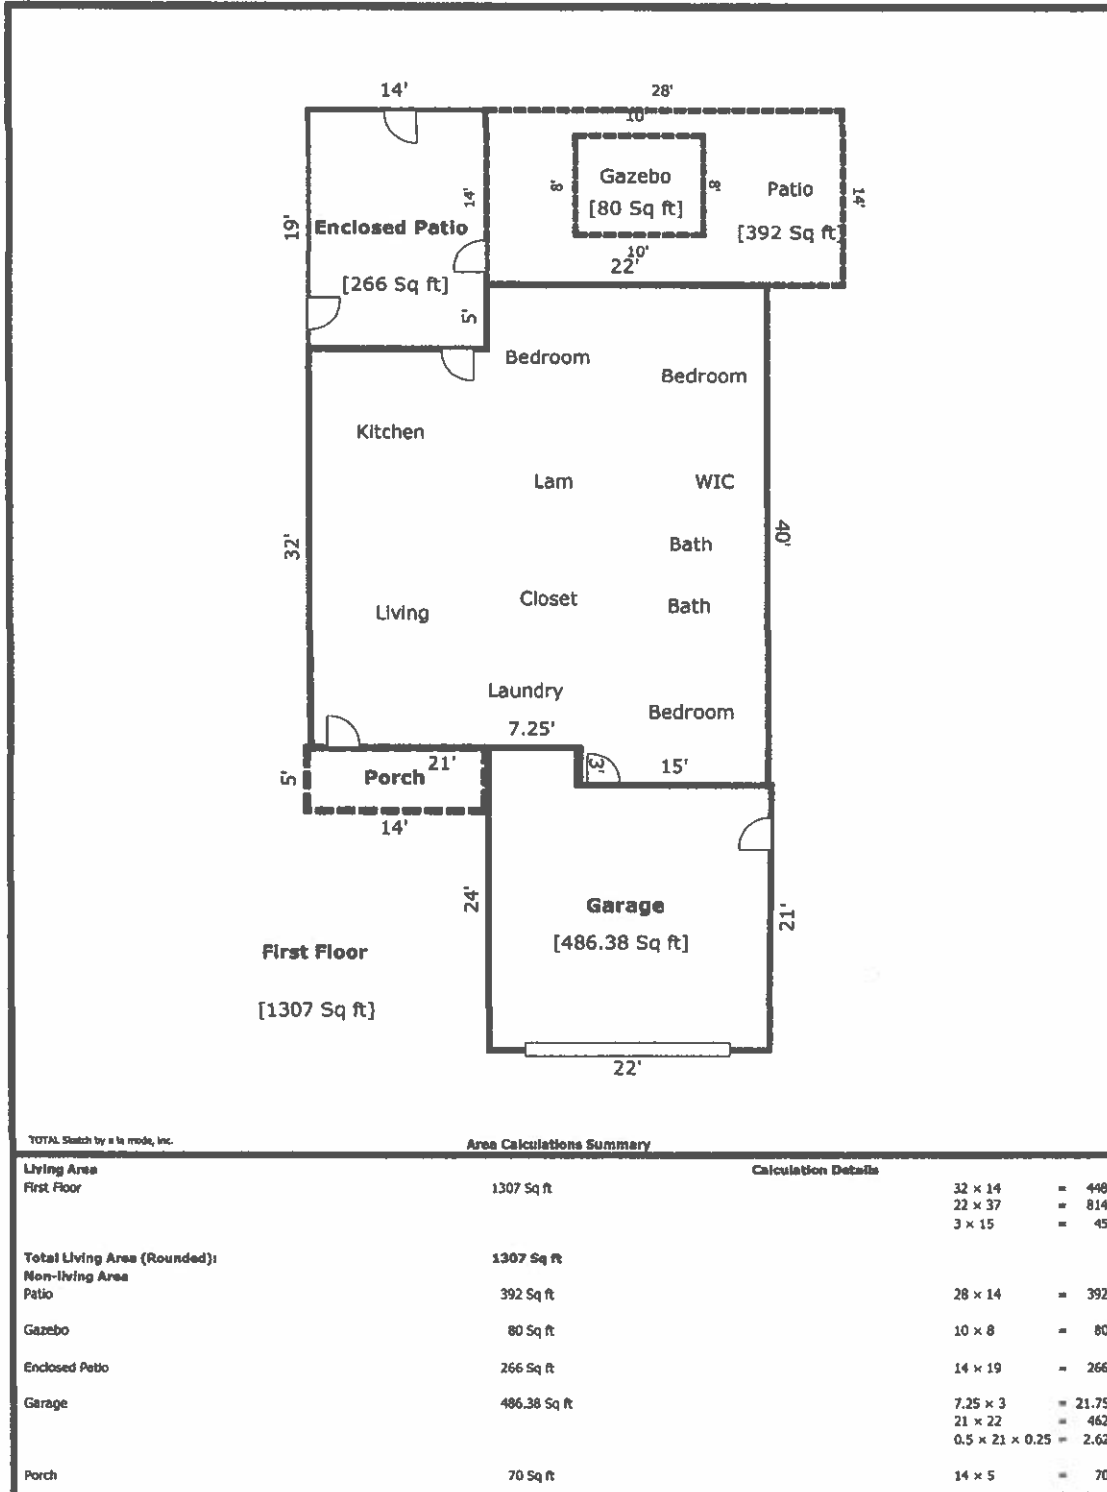 14'
28'
10'
Gazebo
8'
8'
[80 Sq ft]
Patio
14'
14'
19'
Enclosed Patio
[392 Sq ft]
10'
22'
[266 Sq ft]
5'
Bedroom
Bedroom
Kitchen
Lam
WIC
32'
40'
Bath
Closet
Bath
Living
Laundry
Bedroom
7.25'
21'
3'
15'
5'
Porch
14'
24'
Garage
21'
[486.38 Sq ft]
First Floor
[1307 Sq ft]
22'
TOTAL Sketch by a la mode, inc.
Area Calculations Summary
Living Area
Calculation Details
First Floor 1307 Sq ft 32 × 14 = 448
22 × 37 = 814
3 × 15 = 45
Total Living Area (Rounded): 1307 Sq ft
Non-living Area
Patio 392 Sq ft 28 × 14 = 392
Gazebo 80 Sq ft 10 × 8 = 80
Enclosed Patio 266 Sq ft 14 × 19 = 266
Garage 486.38 Sq ft 7.25 × 3 = 21.75
21 × 22 = 462
0.5 × 21 × 0.25 = 2.62
Porch 70 Sq ft 14 × 5 = 70